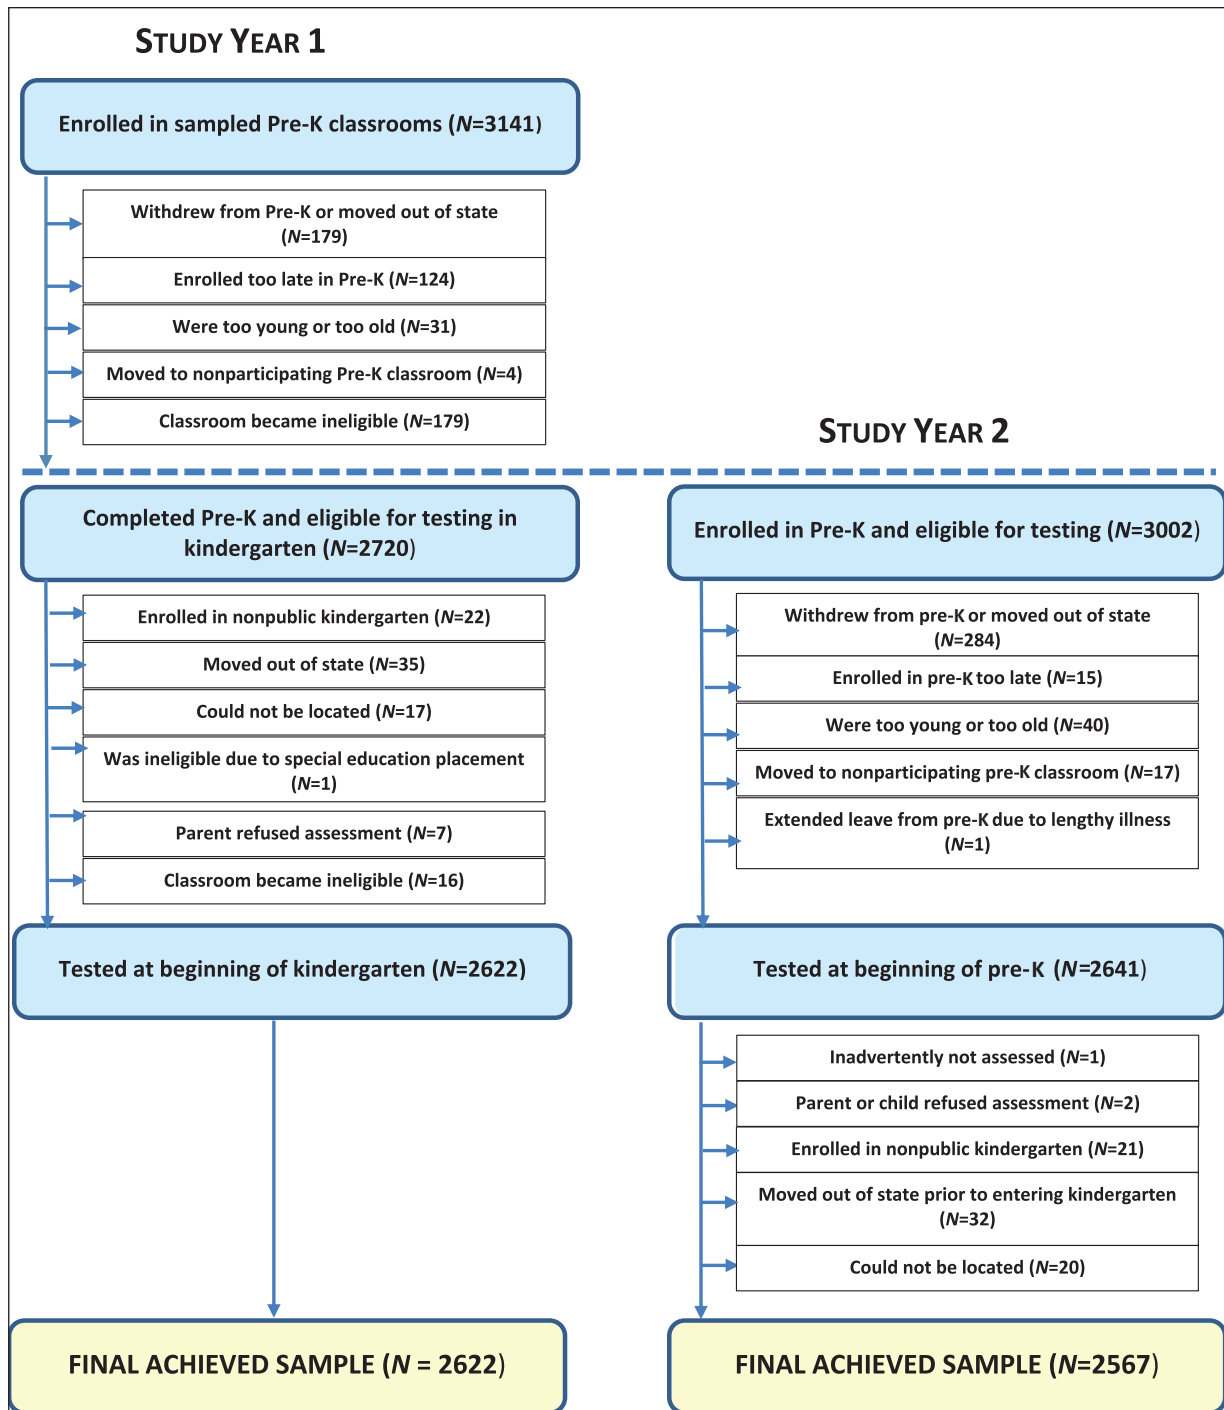 STUDY YEAR 1
Enrolled in sampled Pre-K classrooms (N=3141)
Withdrew from Pre-K or moved out of state
(N=179)
Enrolled too late in Pre-K (N=124)
Were too young or too old (N=31)
Moved to nonparticipating Pre-K classroom (N=4)
Classroom became ineligible (N=179)
STUDY YEAR 2
Completed Pre-K and eligible for testing in
kindergarten (N=2720)
Enrolled in nonpublic kindergarten (N=22)
Moved out of state (N=35)
Could not be located (N=17)
Was ineligible due to special education placement
(N=1)
Parent refused assessment (N=7)
Classroom became ineligible (N=16)
Tested at beginning of kindergarten (N=2622)
FINAL ACHIEVED SAMPLE (N = 2622)
Enrolled in Pre-K and eligible for testing (N=3002)
Withdrew from pre-K or moved out of state
(N=284)
Enrolled in pre-K too late (N=15)
Were too young or too old (N=40)
Moved to nonparticipating pre-K classroom (N=17)
Extended leave from pre-K due to lengthy illness
(N=1)
Tested at beginning of pre-K (N=2641)
Inadvertently not assessed (N=1)
Parent or child refused assessment (N=2)
Enrolled in nonpublic kindergarten (N=21)
Moved out of state prior to entering kindergarten
(N=32)
Could not be located (N=20)
FINAL ACHIEVED SAMPLE (N=2567)